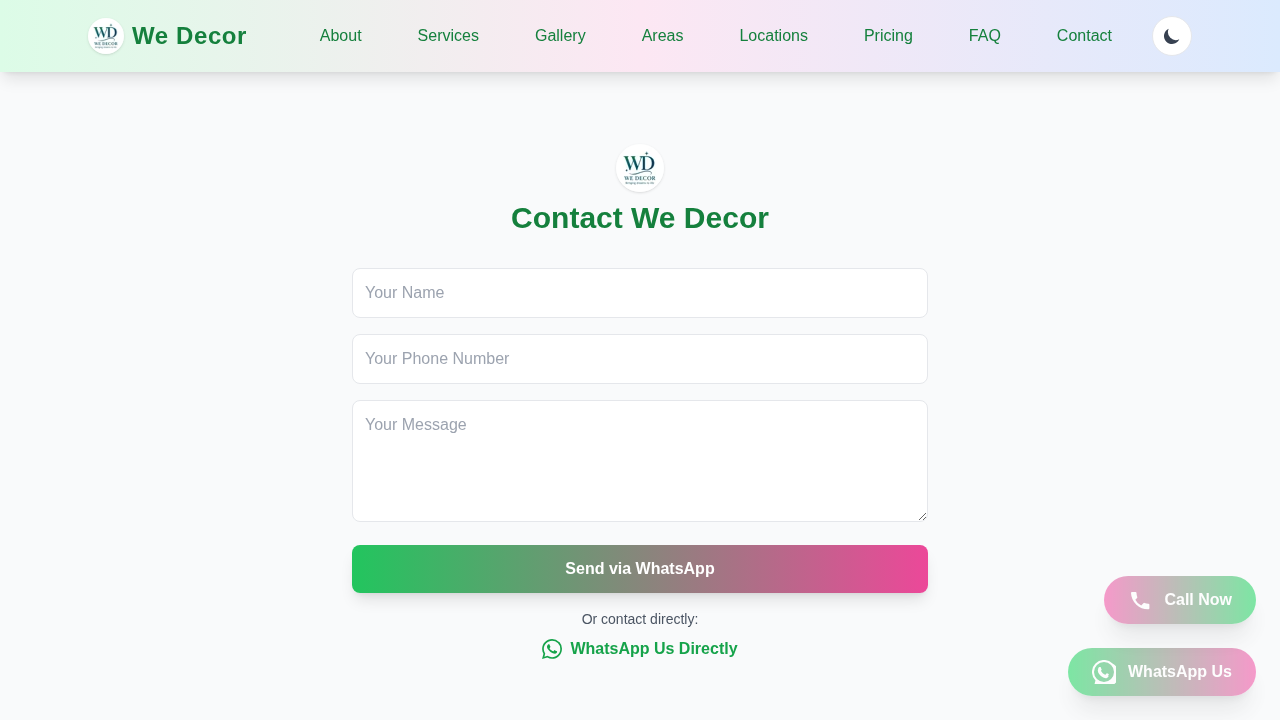 WD
WE DECOR
We Decor
About
Services
Gallery
Areas
Locations
Pricing
FAQ
Contact
WD
WE DECOR
Contact We Decor
Your Name
Your Phone Number
Your Message
Send via WhatsApp
Or contact directly:
WhatsApp Us Directly
Call Now
WhatsApp Us